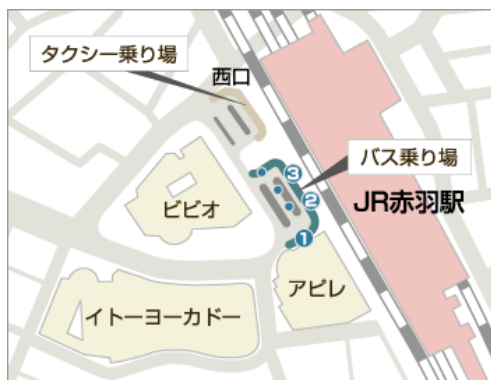 タクシー乗り場
西口
バス乗り場
3
2
JR赤羽駅
ビビオ
1
アピレ
イトーヨーカドー